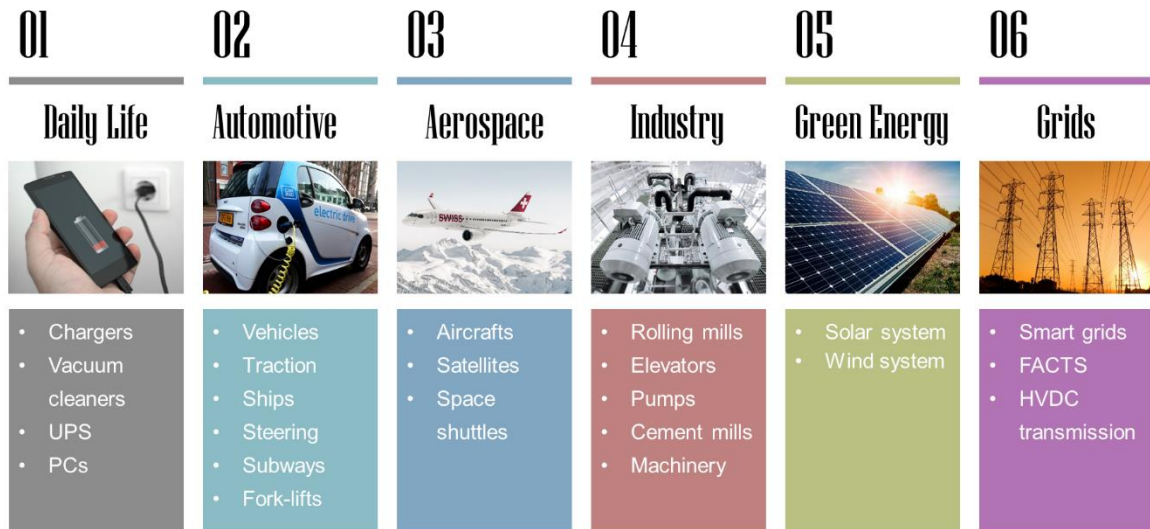 01
Daily Life
• Chargers
• Vacuum
cleaners
• UPS
• PCs
02
Automotive
electric drive
• Vehicles
• Traction
• Ships
• Steering
• Subways
• Fork-lifts
03
Aerospace
SWISS
• Aircrafts
• Satellites
• Space
shuttles
04
Industry
• Rolling mills
• Elevators
• Pumps
• Cement mills
• Machinery
05
Green Energy
• Solar system
• Wind system
06
Grids
• Smart grids
• FACTS
• HVDC
transmission